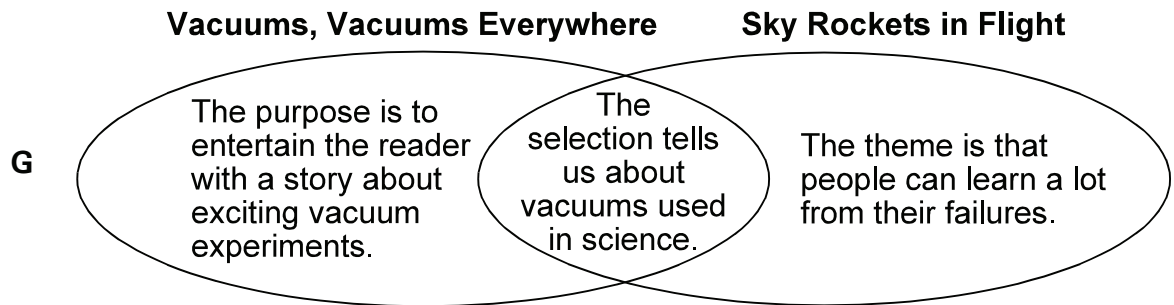 Vacuums, Vacuums Everywhere
Sky Rockets in Flight
G
The purpose is to
entertain the reader
with a story about
exciting vacuum
experiments.
The
selection tells
us about
vacuums used
in science.
The theme is that
people can learn a lot
from their failures.